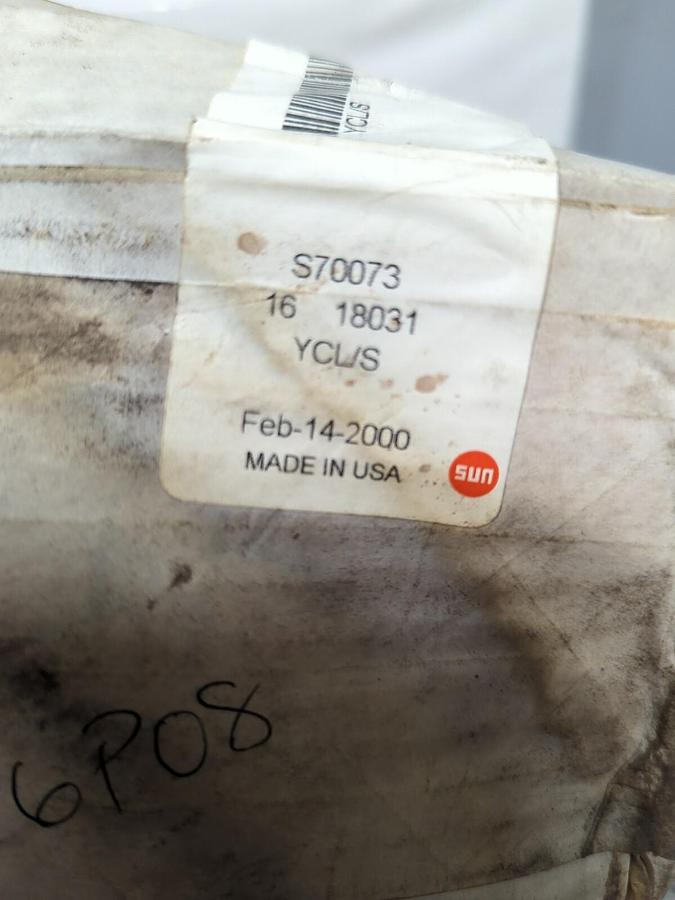 YCL/S
S70073
16 18031
YCL/S
Feb-14-2000
MADE IN USA
sun
6P08